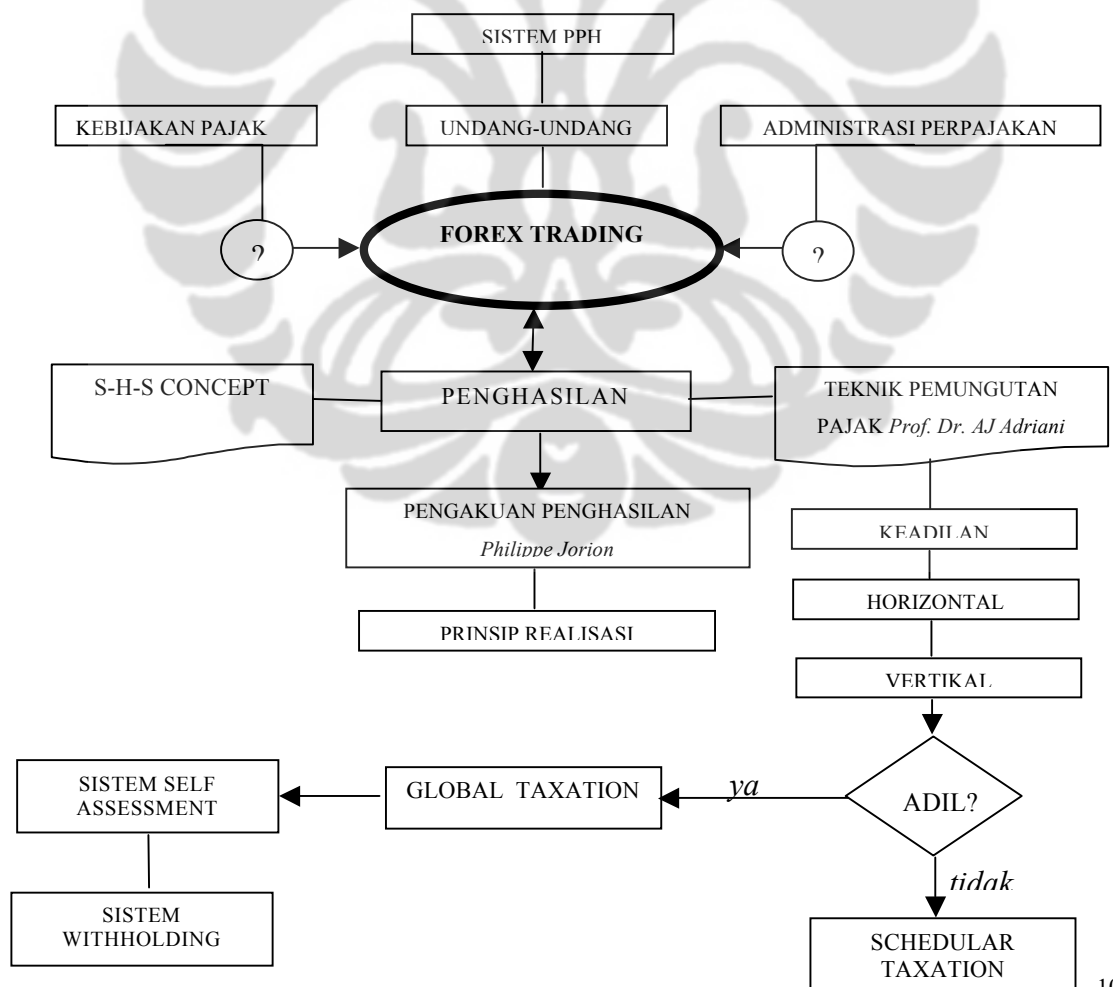 SISTEM PPH
KEBIJAKAN PAJAK
UNDANG-UNDANG
ADMINISTRASI PERPAJAKAN
?
FOREX TRADING
?
S-H-S CONCEPT
PENGHASILAN
TEKNIK PEMUNGUTAN
PAJAK Prof. Dr. AJ Adriani
PENGAKUAN PENGHASILAN
Philippe Jorion
KEADILAN
HORIZONTAL
PRINSIP REALISASI
VERTIKAL
SISTEM SELF
ASSESSMENT
GLOBAL TAXATION
ya
ADIL?
tidak
SISTEM
WITHHOLDING
SCHEDULAR
TAXATION